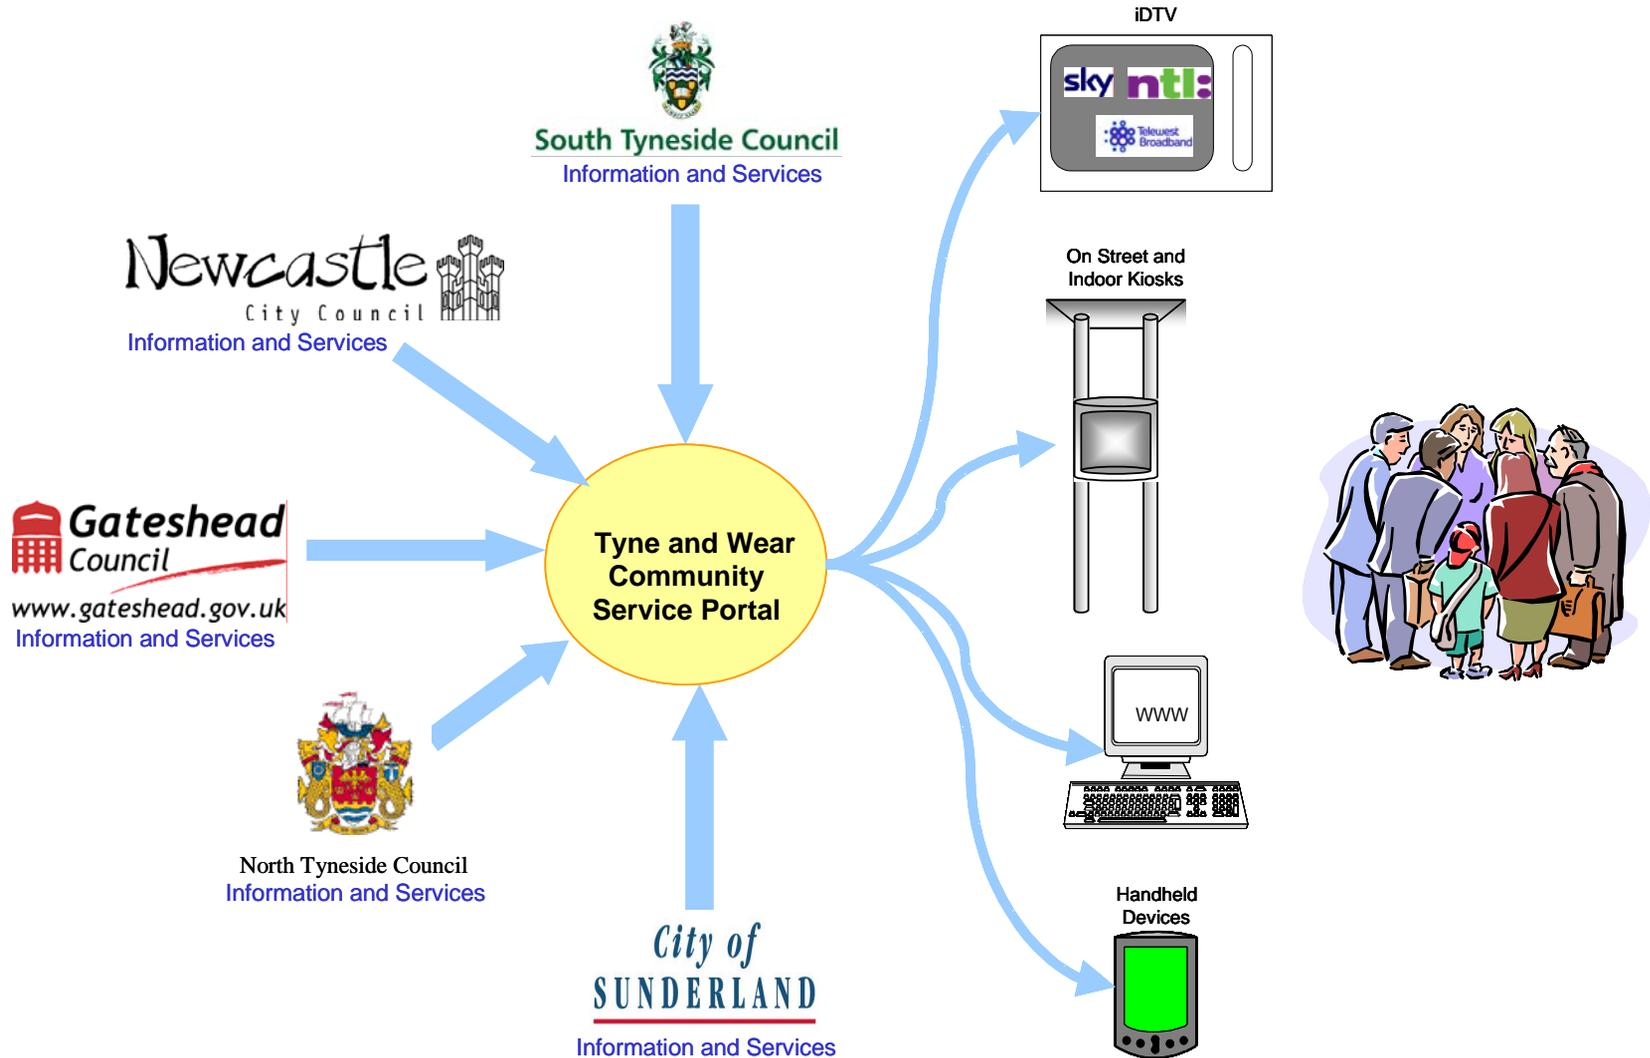 iDTV
sky
ntl:
Telewest
Broadband
South Tyneside Council
Information and Services
Newcastle
City Council
Information and Services
On Street and
Indoor Kiosks
Gateshead
Council
www.gateshead.gov.uk
Information and Services
Tyne and Wear
Community
Service Portal
www
North Tyneside Council
Information and Services
Handheld
Devices
City of
SUNDERLAND
Information and Services